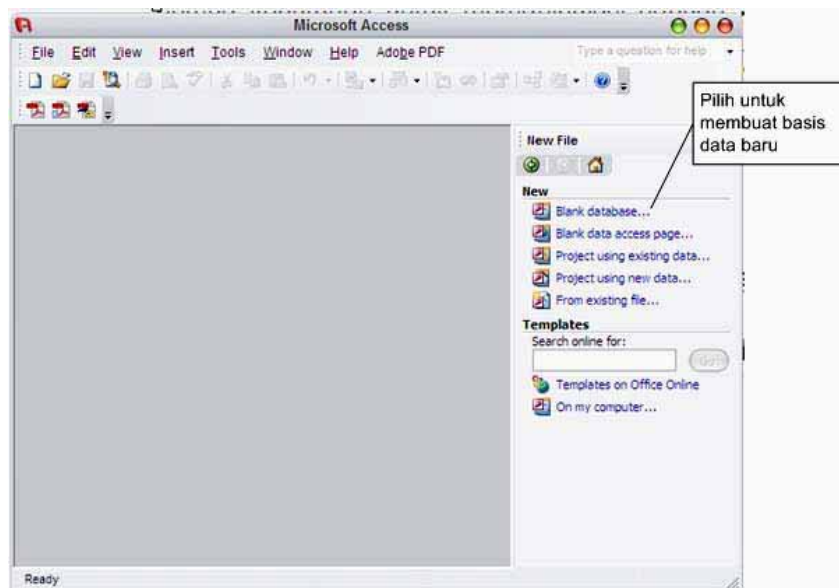 Microsoft Access
File Edit View Insert Tools Window Help Adobe PDF
Type a question for help
Pilih untuk
membuat basis
data baru
New File
New
Blank database...
Blank data access page...
Project using existing data...
Project using new data...
From existing file...
Templates
Search online for:
Go
Templates on Office Online
On my computer...
Ready